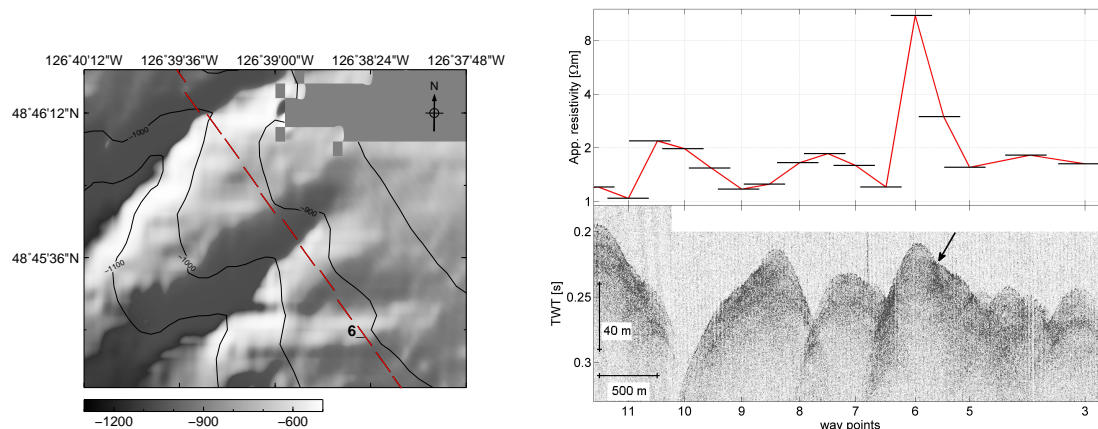 126°40'12"W 126°39'36"W 126°39'00"W 126°38'24"W 126°37'48"W
48°46'12"N
48°45'36"N
N
−1000
−900
−1000
−1100
6
−1200 −900 −600
App. resistivity [Ωm]
8
4
2
1
TWT [s]
0.2
0.25
0.3
40 m
500 m
11 10 9 8 7 6 5 3
way points